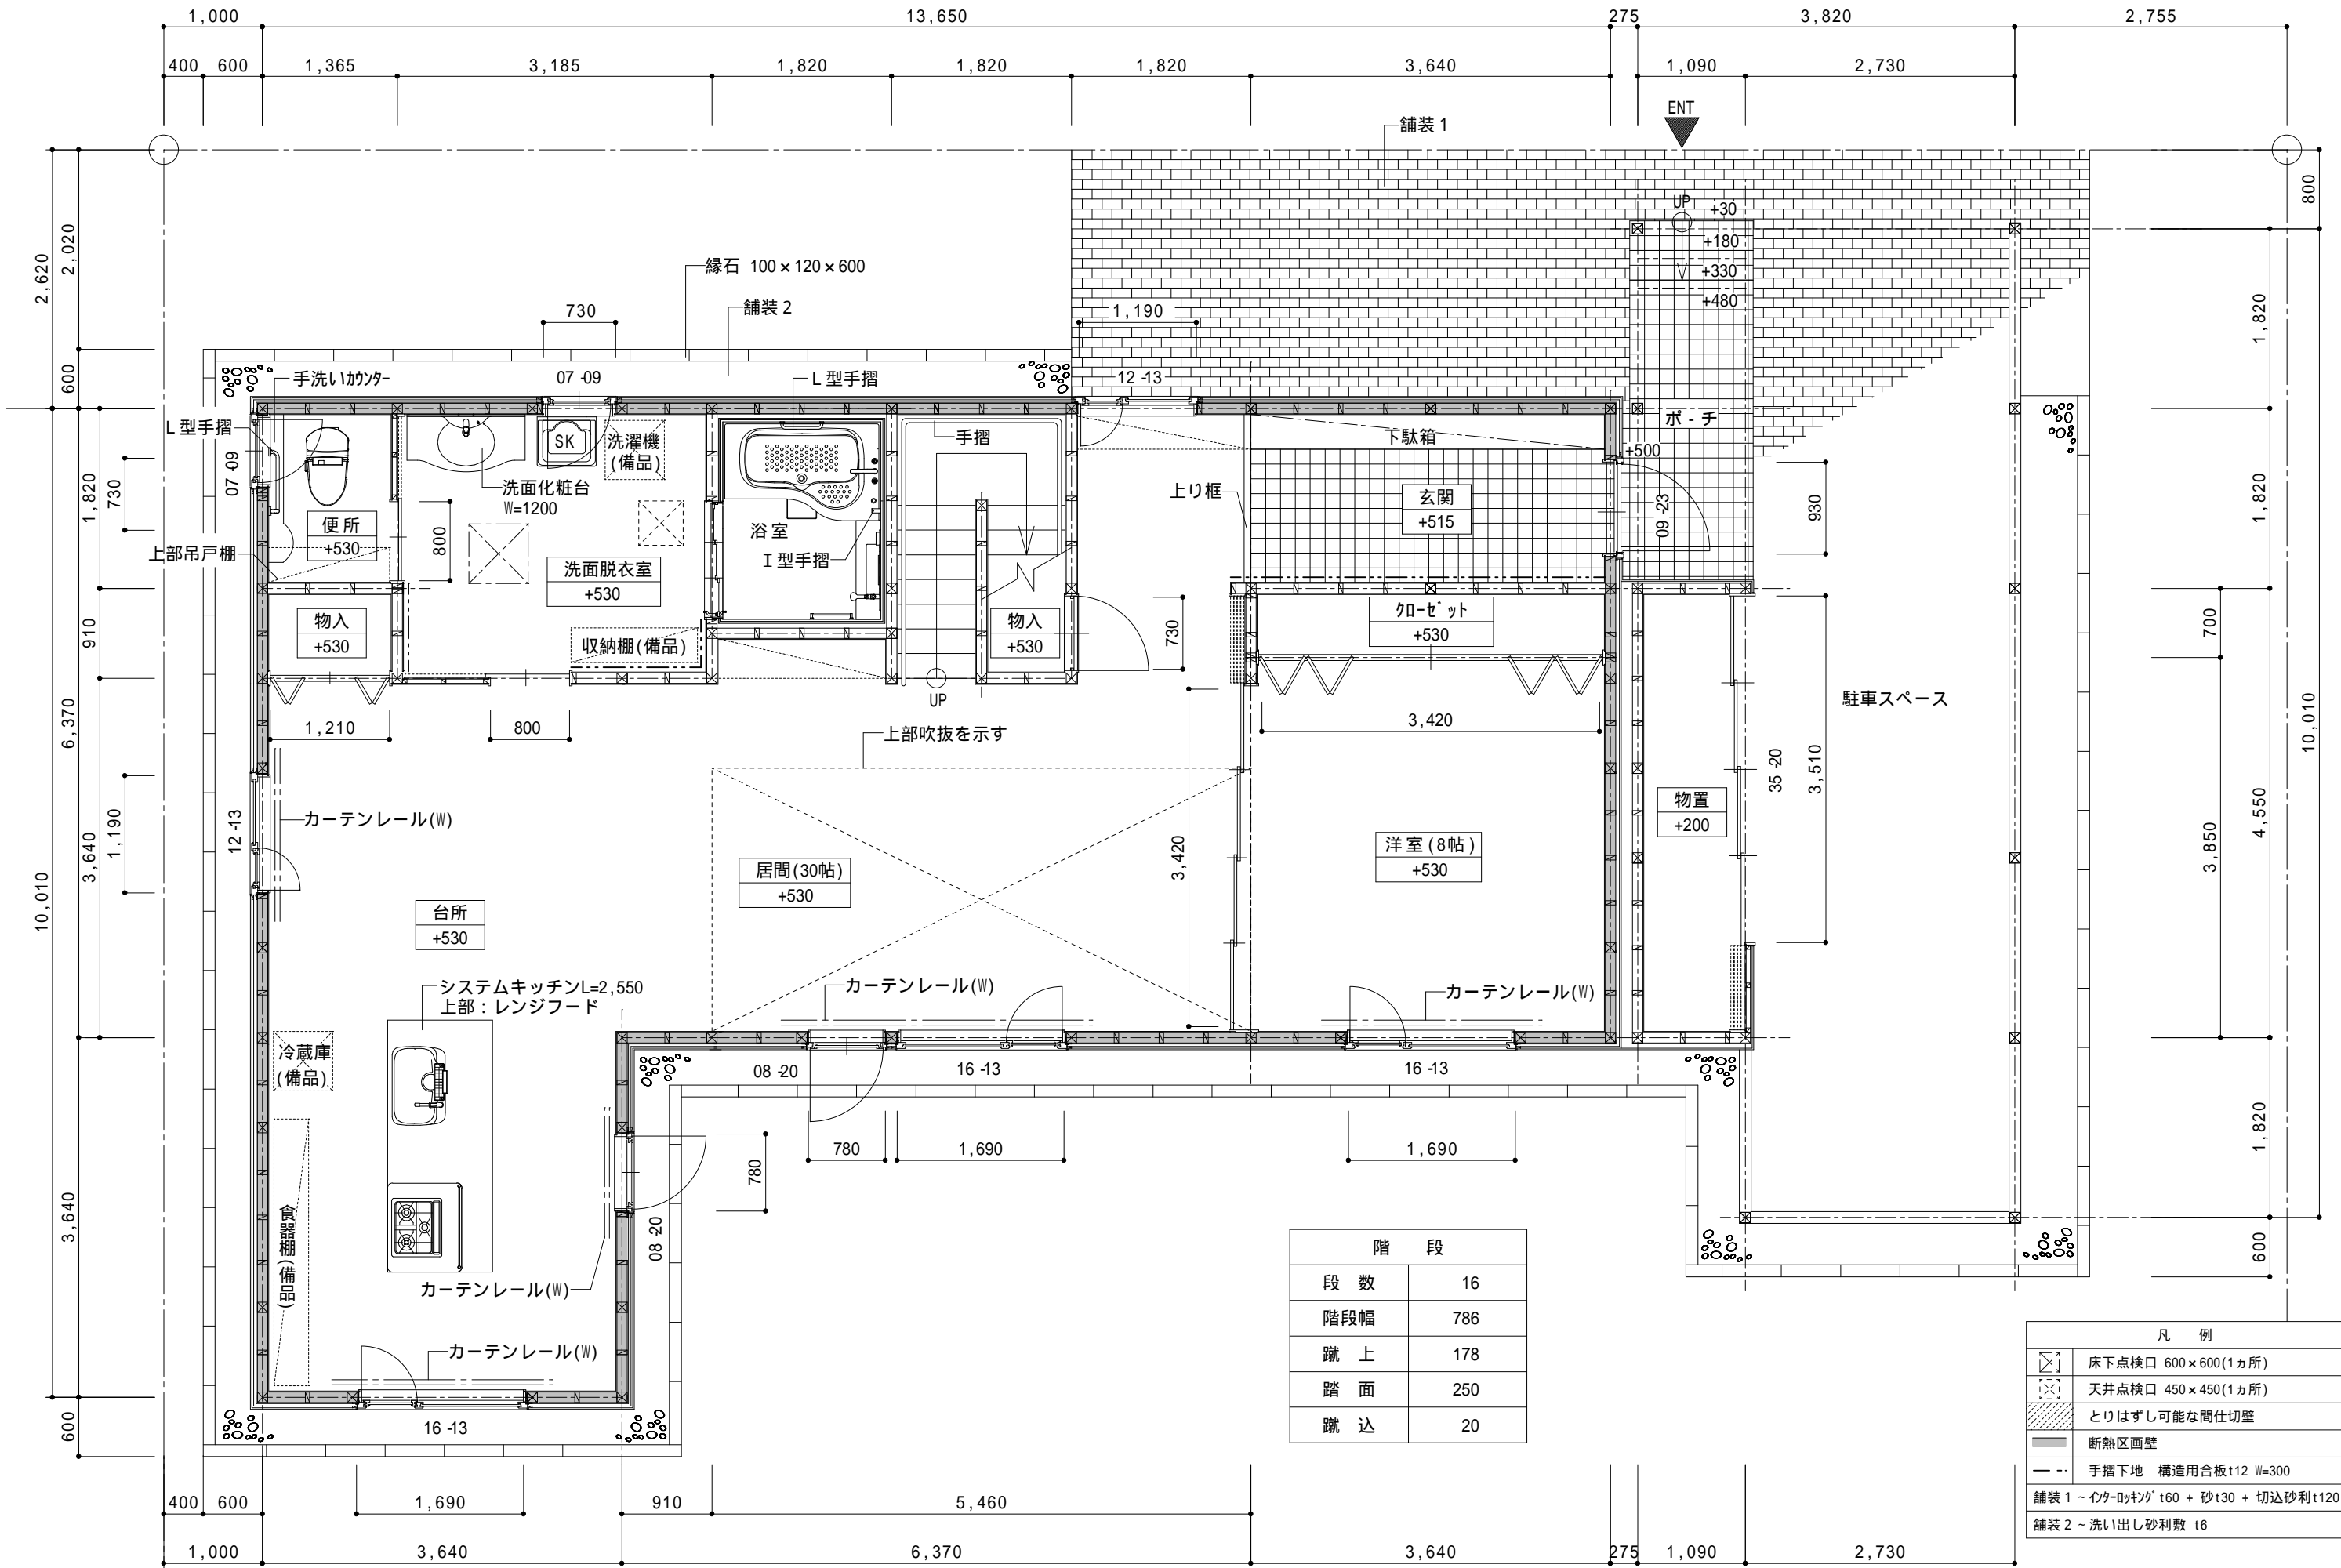 1,000
13,650
275
3,820
2,755
400
600
1,365
3,185
1,820
1,820
1,820
3,640
1,090
2,730
ENT
舗装1
800
2,620
2,020
600
UP
+30
+180
+330
+480
縁石 100×120×600
舗装2
730
1,190
1,820
手洗いカウンター
07-09
L型手摺
12-13
L型手摺
SK
洗濯機
(備品)
手摺
下駄箱
ポ-チ
+500
07-09
1,820
730
洗面化粧台
W=1200
上り框
玄関
+515
09-23
930
1,820
便所
+530
800
浴室
I型手摺
上部吊戸棚
洗面脱衣室
+530
物入
+530
収納棚(備品)
物入
+530
730
クローゼット
+530
910
700
UP
1,210
800
上部吹抜を示す
3,420
駐車スペース
6,370
10,010
カーテンレール(W)
12-13
1,190
3,640
10,010
居間(30帖)
+530
3,420
洋室(8帖)
+530
物置
+200
35-20
3,510
3,850
4,550
台所
+530
システムキッチンL=2,550
上部：レンジフード
カーテンレール(W)
カーテンレール(W)
冷蔵庫
(備品)
08-20
16-13
16-13
780
1,690
1,690
780
1,820
3,640
食器棚(備品)
08-20
600
カーテンレール(W)
カーテンレール(W)
16-13
600
階 段
段 数 16
階段幅 786
蹴 上 178
踏 面 250
蹴 込 20
凡 例
床下点検口 600×600(1ヵ所)
天井点検口 450×450(1ヵ所)
とりはずし可能な間仕切壁
断熱区画壁
手摺下地 構造用合板t12 W=300
舗装1 ~ インターロッキング t60 + 砂t30 + 切込砂利t120
舗装2 ~ 洗い出し砂利敷 t6
400
600
1,690
910
5,460
1,000
3,640
6,370
3,640
275
1,090
2,730